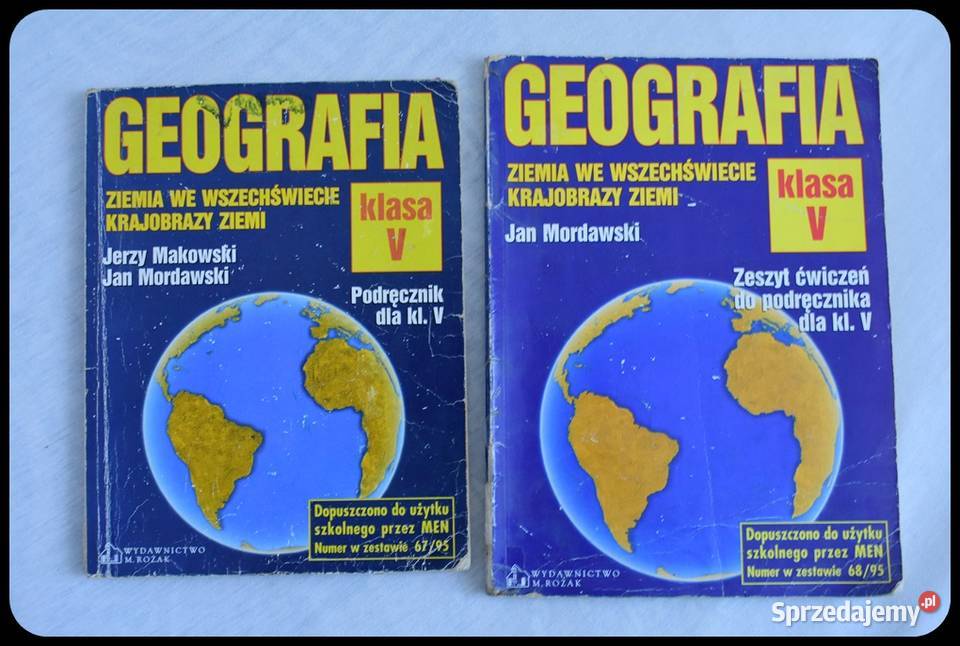 GEOGRAFIA
ZIEMIA WE WSZECHŚWIECIE
KRAJOBRAZY ZIEMI
klasa
V
Jerzy Makowski
Jan Mordawski
Podręcznik
dla kl. V
Dopuszczono do użytku
szkolnego przez MEN
Numer w zestawie 67/95
WYDAWNICTWO
M. ROŻAK
GEOGRAFIA
ZIEMIA WE WSZECHŚWIECIE
KRAJOBRAZY ZIEMI
klasa
V
Jan Mordawski
Zeszyt ćwiczeń
do podręcznika
dla kl. V
Dopuszczono do użytku
szkolnego przez MEN
Numer w zestawie 68/95
WYDAWNICTWO
M. ROŻAK
Sprzedajemy.pl